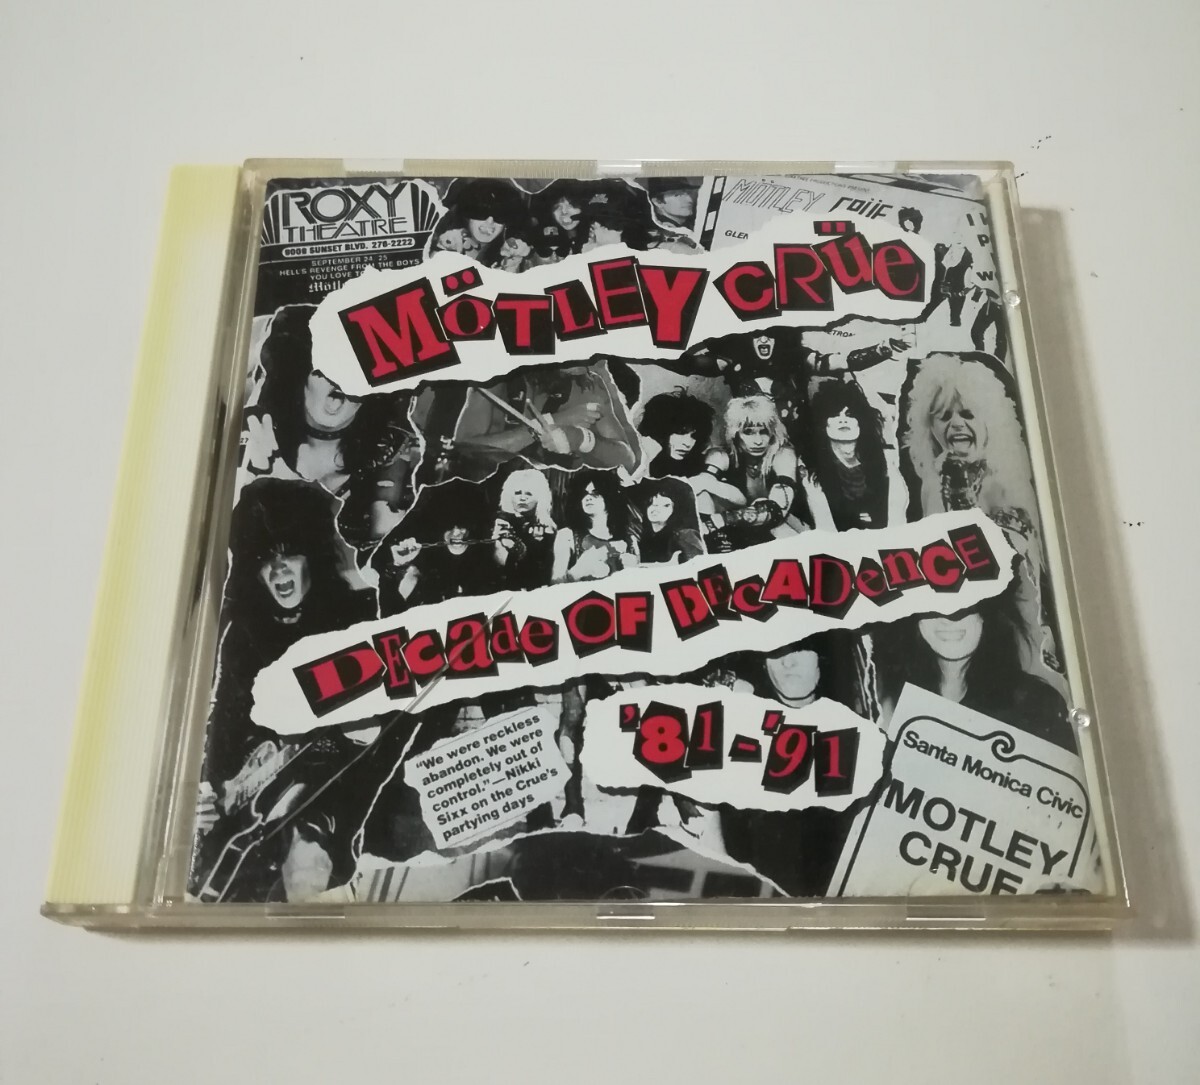 ROXY
THEATRE
9009 SUNSET BLVD. 276-2222
SEPTEMBER 24 25
HELL'S REVENGE FROM THE BOYS
YOU LOVE
MÖTLEY CRÜE
GLEN
MÖTLEY CRÜE
DECADE OF DECADENCE
'81-'91
"We were reckless
abandon. We were
completely out of
control."—Nikki
Sixx on the Crue's
partying days
Santa Monica Civic
MOTLEY
CRUE